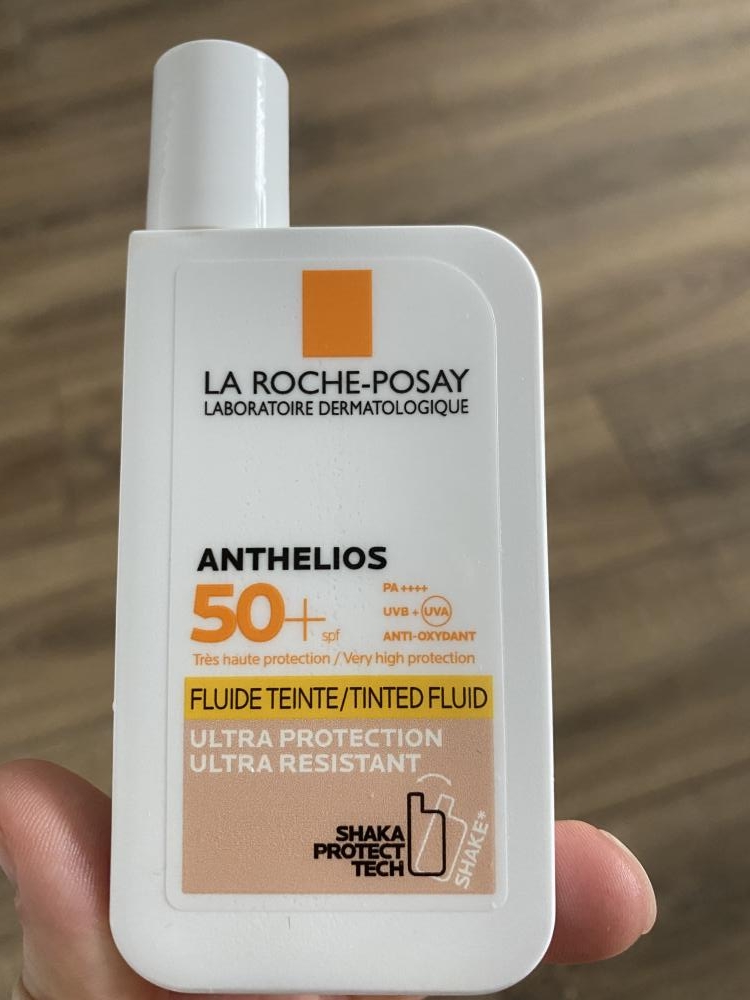 LA ROCHE-POSAY
LABORATOIRE DERMATOLOGIQUE
ANTHELIOS
50+ spf
PA++++
UVB + UVA
ANTI-OXYDANT
Très haute protection / Very high protection
FLUIDE TEINTE/TINTED FLUID
ULTRA PROTECTION
ULTRA RESISTANT
SHAKA
PROTECT
TECH
SHAKE*